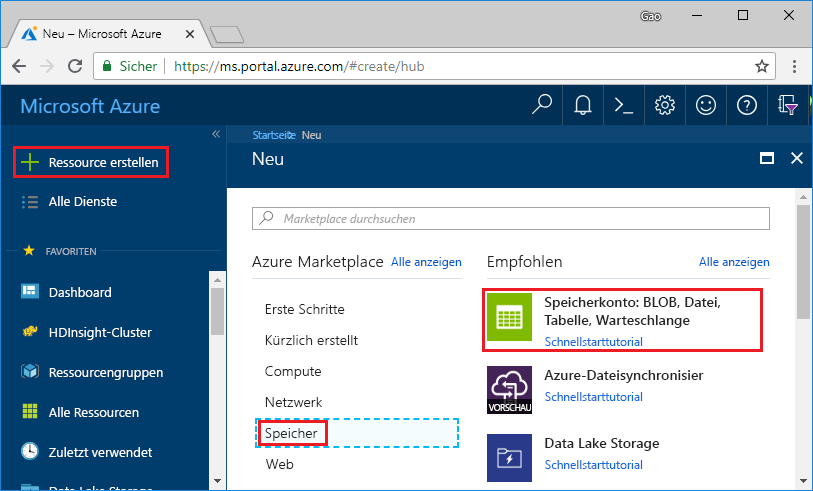 Gao
Neu – Microsoft Azure
Sicher
https://ms.portal.azure.com/#create/hub
Microsoft Azure
Startseite Neu
Ressource erstellen
Neu
Alle Dienste
Marketplace durchsuchen
FAVORITEN
Azure Marketplace Alle anzeigen
Empfohlen Alle anzeigen
Dashboard
HDInsight-Cluster
Ressourcengruppen
Alle Ressourcen
Zuletzt verwendet
Data Lake Storage
Erste Schritte
Kürzlich erstellt
Compute
Netzwerk
Speicher
Web
Speicherkonto: BLOB, Datei,
Tabelle, Warteschlange
Schnellstarttutorial
Azure-Dateisynchronisier
VORSCHAU
Schnellstarttutorial
Data Lake Storage
Schnellstarttutorial